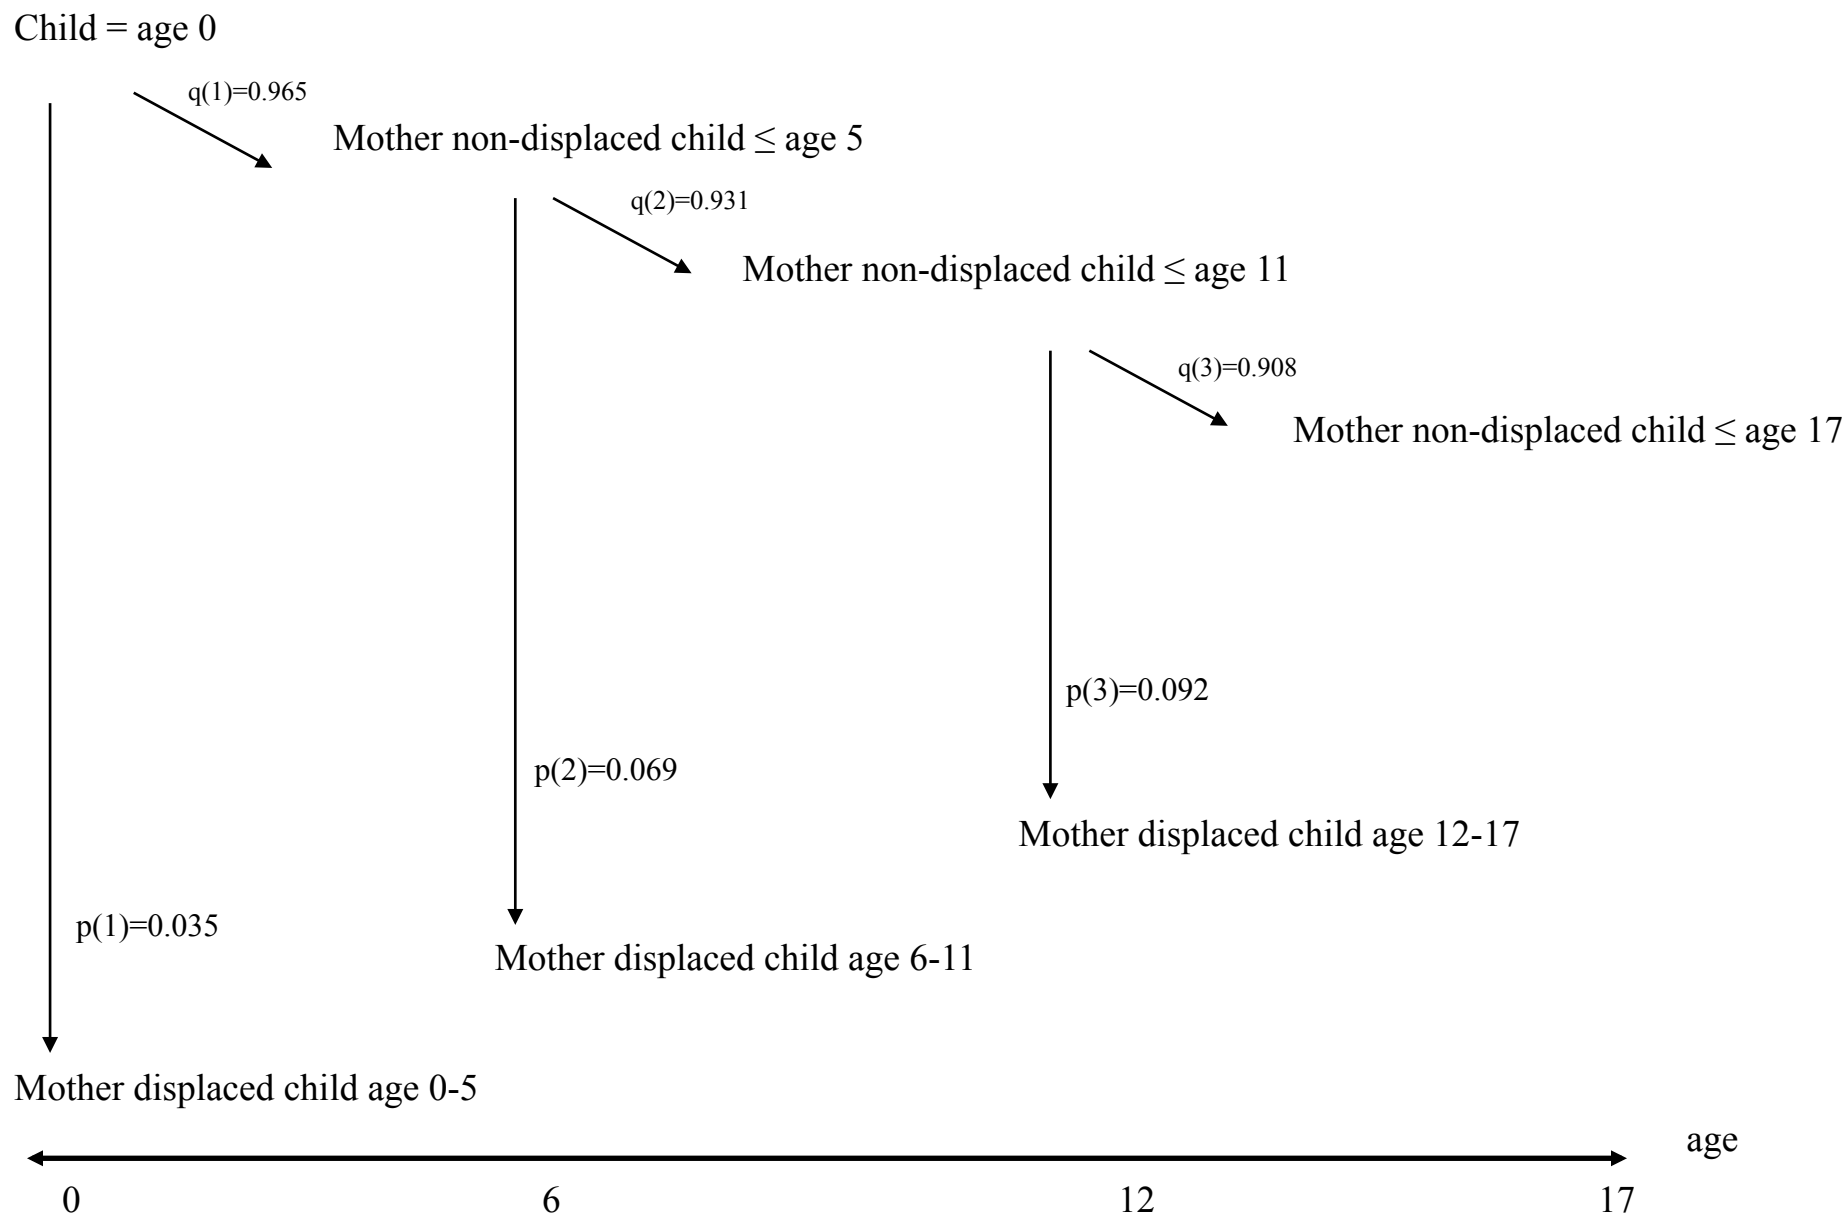 Child = age 0
q(1)=0.965
Mother non-displaced child ≤ age 5
q(2)=0.931
Mother non-displaced child ≤ age 11
q(3)=0.908
Mother non-displaced child ≤ age 17
p(3)=0.092
p(2)=0.069
Mother displaced child age 12-17
p(1)=0.035
Mother displaced child age 6-11
Mother displaced child age 0-5
age
0 6 12 17